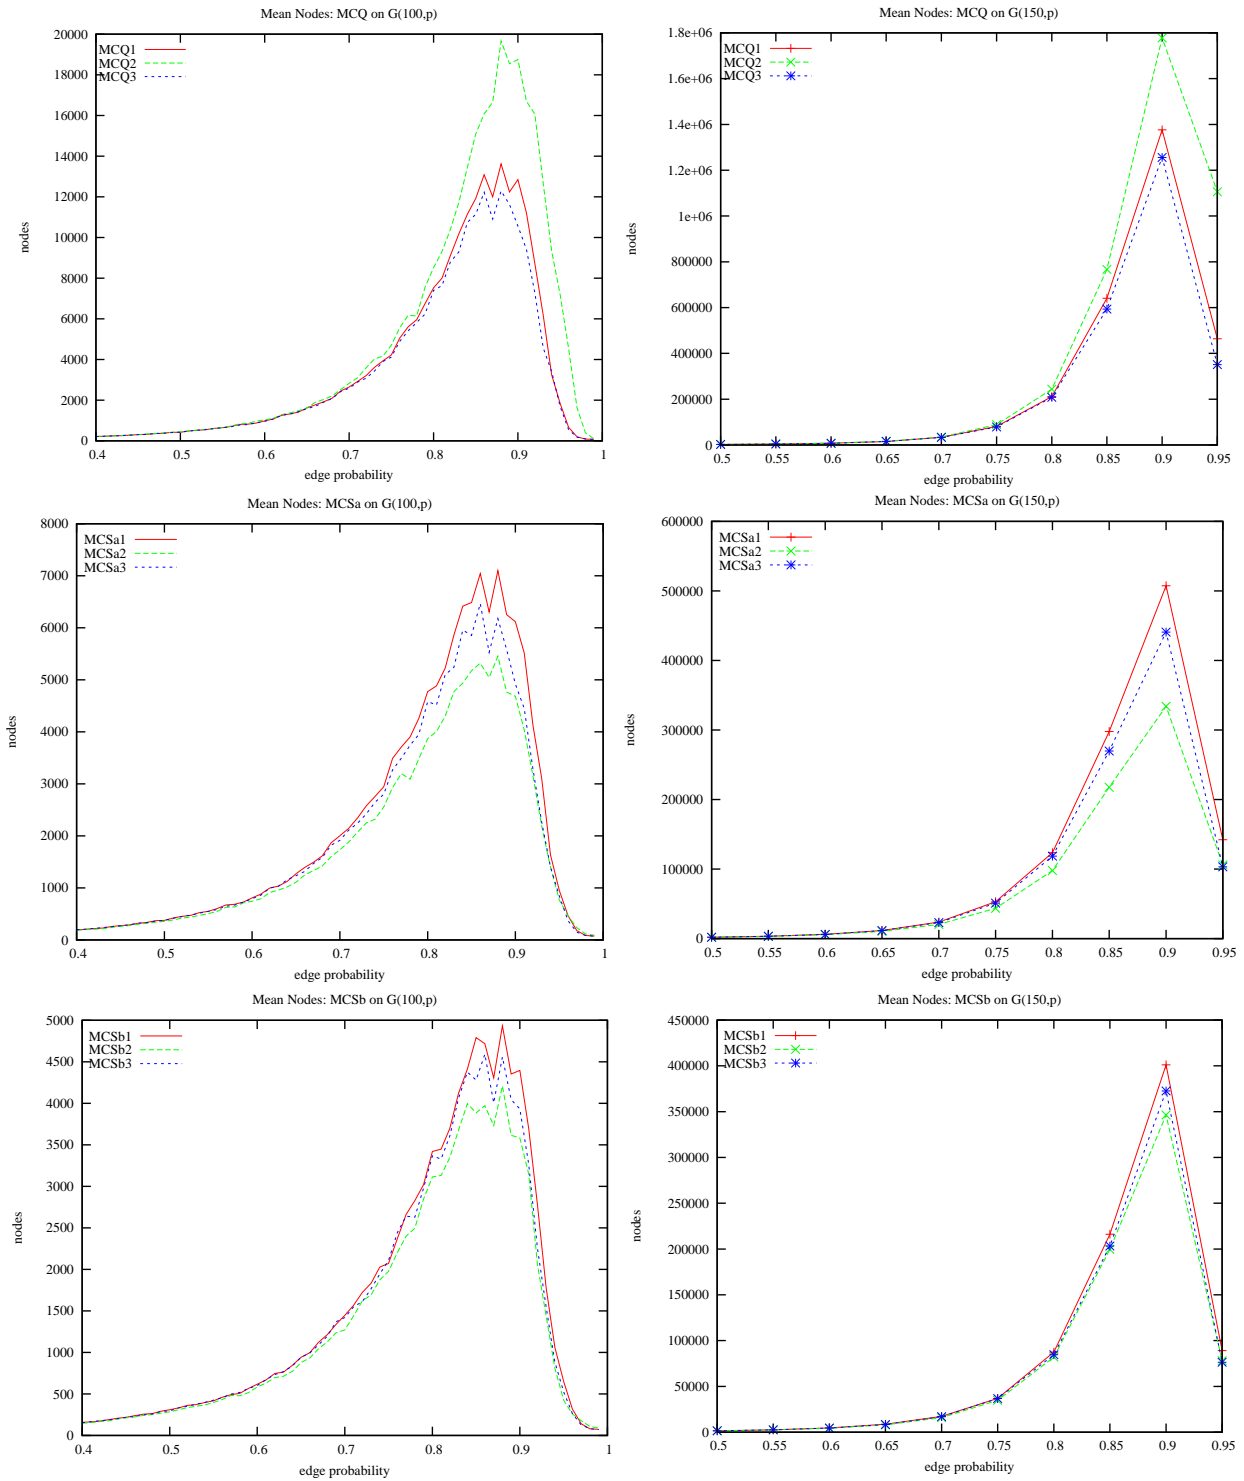 Mean Nodes: MCQ on G(100,p)
20000
18000
16000
14000
12000
10000
8000
6000
4000
2000
0
nodes
MCQ1
MCQ2
MCQ3
0.4 0.5 0.6 0.7 0.8 0.9 1
edge probability
Mean Nodes: MCQ on G(150,p)
1.8e+06
1.6e+06
1.4e+06
1.2e+06
1e+06
800000
600000
400000
200000
0
nodes
MCQ1
MCQ2
MCQ3
0.5 0.55 0.6 0.65 0.7 0.75 0.8 0.85 0.9 0.95
edge probability
Mean Nodes: MCSa on G(100,p)
8000
7000
6000
5000
4000
3000
2000
1000
0
nodes
MCSa1
MCSa2
MCSa3
0.4 0.5 0.6 0.7 0.8 0.9 1
edge probability
Mean Nodes: MCSa on G(150,p)
600000
500000
400000
300000
200000
100000
0
nodes
MCSa1
MCSa2
MCSa3
0.5 0.55 0.6 0.65 0.7 0.75 0.8 0.85 0.9 0.95
edge probability
Mean Nodes: MCSb on G(100,p)
5000
4500
4000
3500
3000
2500
2000
1500
1000
500
0
nodes
MCSb1
MCSb2
MCSb3
0.4 0.5 0.6 0.7 0.8 0.9 1
edge probability
Mean Nodes: MCSb on G(150,p)
450000
400000
350000
300000
250000
200000
150000
100000
50000
0
nodes
MCSb1
MCSb2
MCSb3
0.5 0.55 0.6 0.65 0.7 0.75 0.8 0.85 0.9 0.95
edge probability